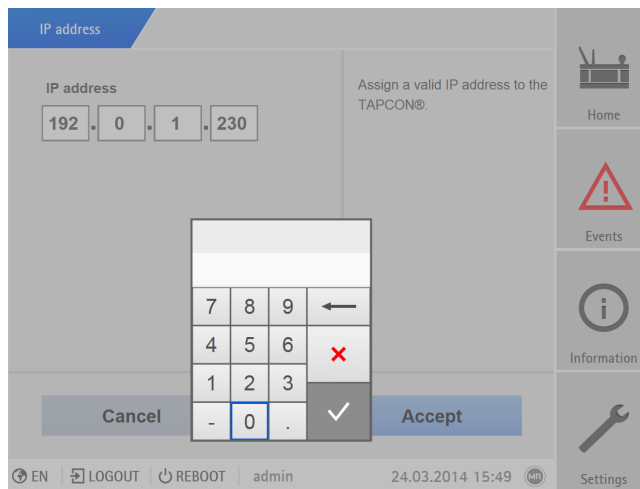 IP address
IP address
192 . 0 . 1 . 230
Assign a valid IP address to the
TAPCON®.
Home
Events
Information
Settings
7 8 9
4 5 6
1 2 3
- 0 .
Cancel
Accept
EN LOGOUT REBOOT admin 24.03.2014 15:49 MR